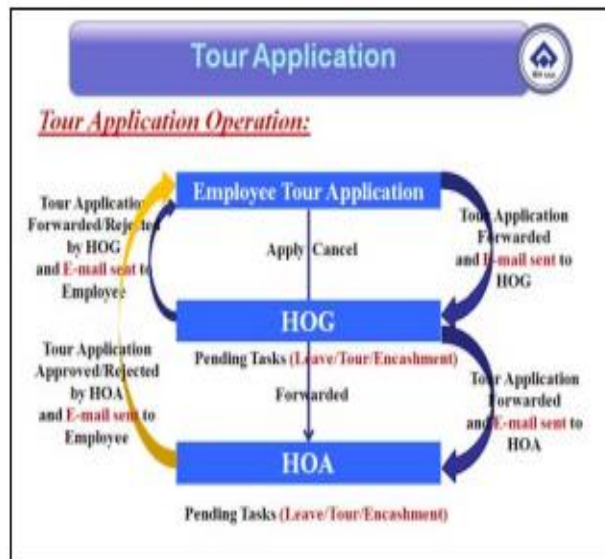 Tour Application
Tour Application Operation:
Employee Tour Application
Tour Application
Forwarded/Rejected
by HOG
and E-mail sent to
Employee
Apply Cancel
Tour Application
Forwarded
and E-mail sent to
HOG
HOG
Pending Tasks (Leave/Tour/Encashment)
Tour Application
Approved/Rejected
by HOA
and E-mail sent to
Employee
Forwarded
Tour Application
Forwarded
and E-mail sent to
HOA
HOA
Pending Tasks (Leave/Tour/Encashment)